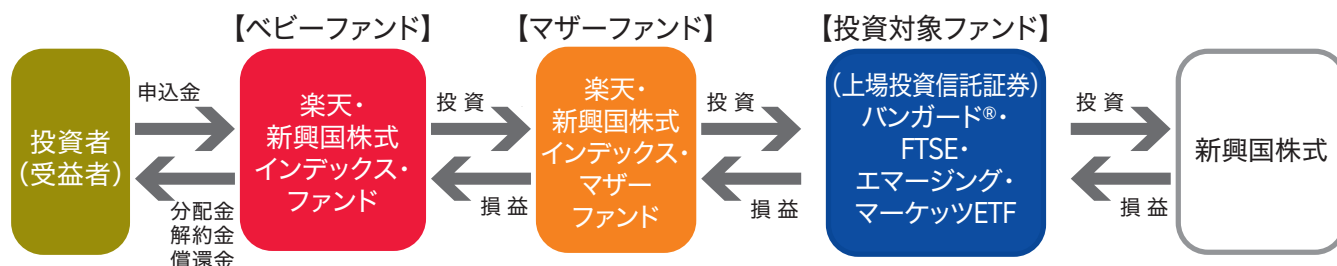 【ベビーファンド】
【マザーファンド】
【投資対象ファンド】
投資者
(受益者)
申込金
分配金
解約金
償還金
楽天・
新興国株式
インデックス・
ファンド
投資
損益
楽天・
新興国株式
インデックス・
マザー
ファンド
投資
損益
(上場投資信託証券)
バンガード®・
FTSE・
エマージング・
マーケッツETF
投資
損益
新興国株式